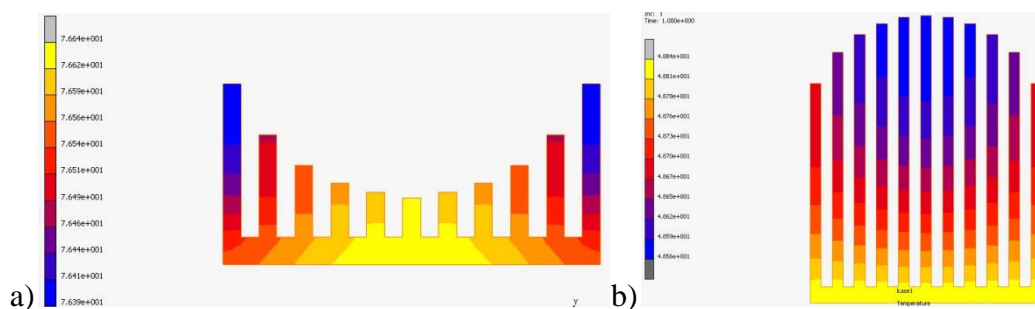 7.664e+001
7.662e+001
7.659e+001
7.656e+001
7.654e+001
7.651e+001
7.649e+001
7.646e+001
7.644e+001
7.641e+001
7.639e+001
a)
y
b)
Inc: 1
Time: 1.000e+000
4.884e+001
4.881e+001
4.878e+001
4.876e+001
4.873e+001
4.870e+001
4.865e+001
4.862e+001
4.859e+001
4.856e+001
lcase1
Temperature